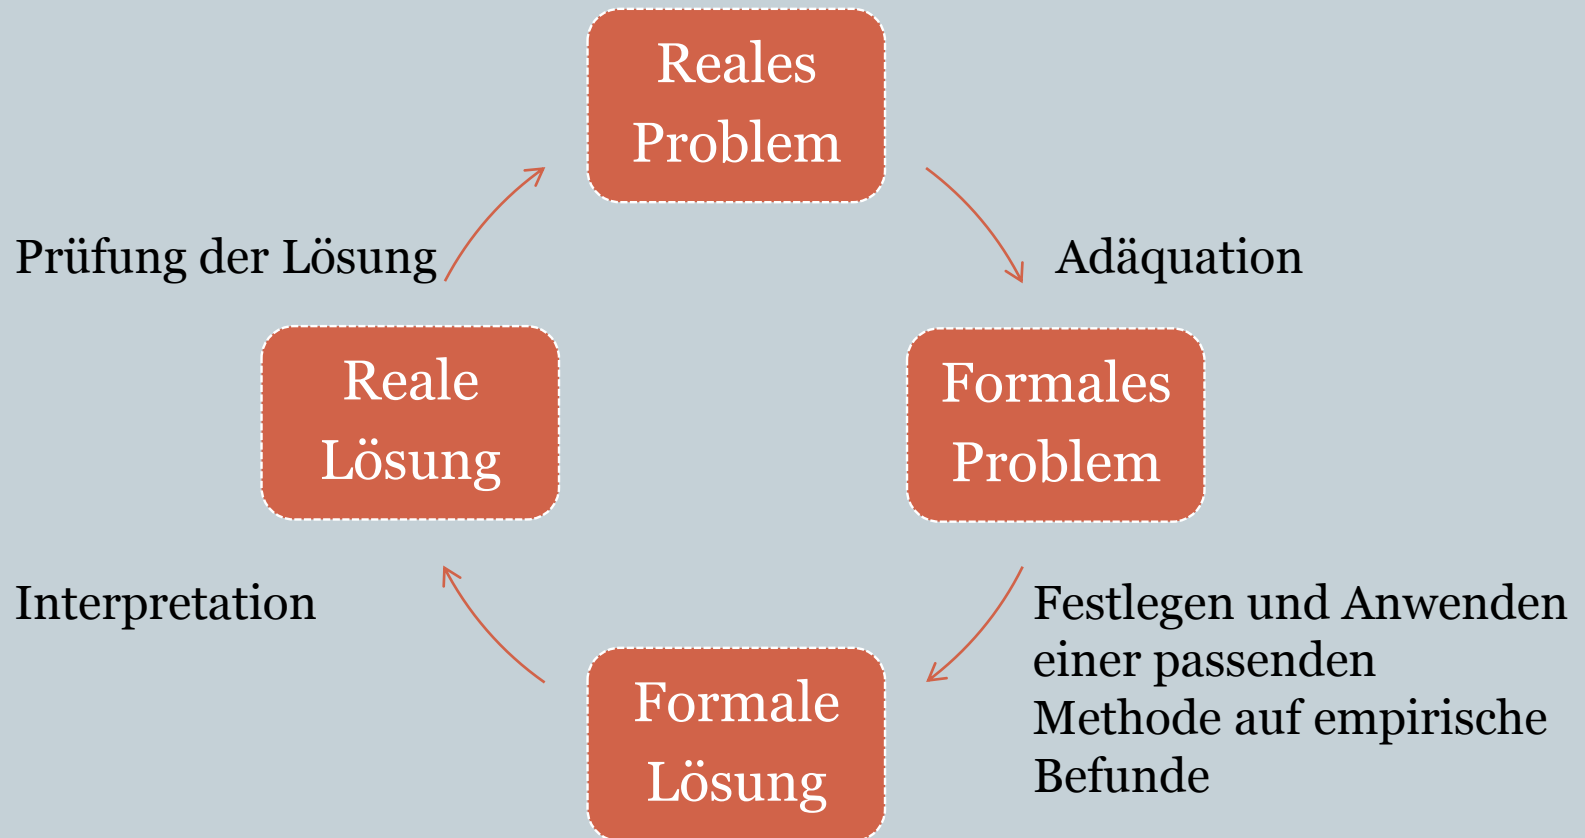 Reales
Problem
Prüfung der Lösung
Adäquation
Reale
Lösung
Formales
Problem
Interpretation
Festlegen und Anwenden
einer passenden
Methode auf empirische
Befunde
Formale
Lösung